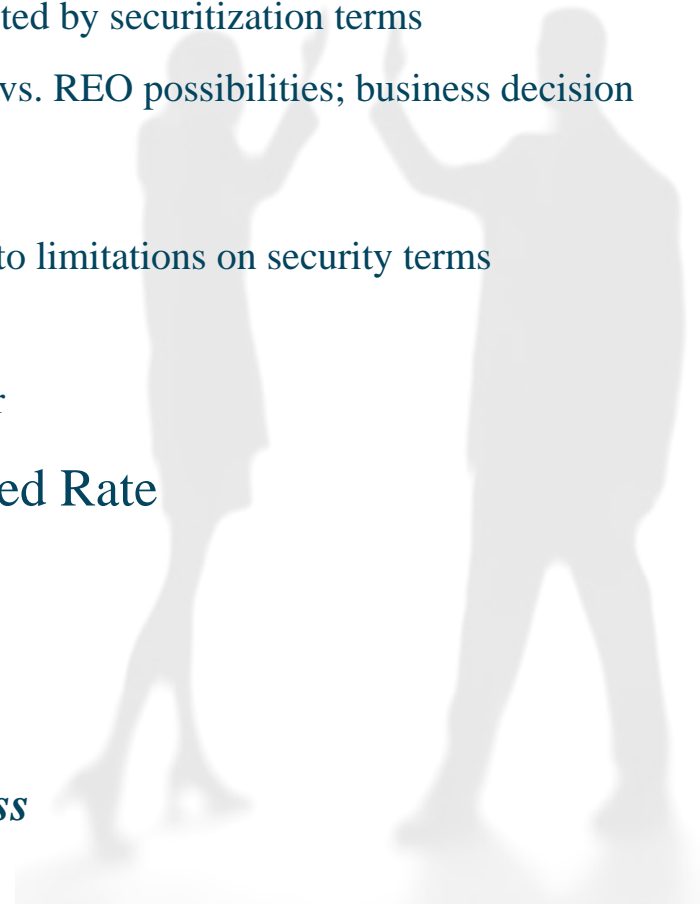 ted by securitization terms
vs. REO possibilities; business decision
to limitations on security terms
r
ed Rate
ss